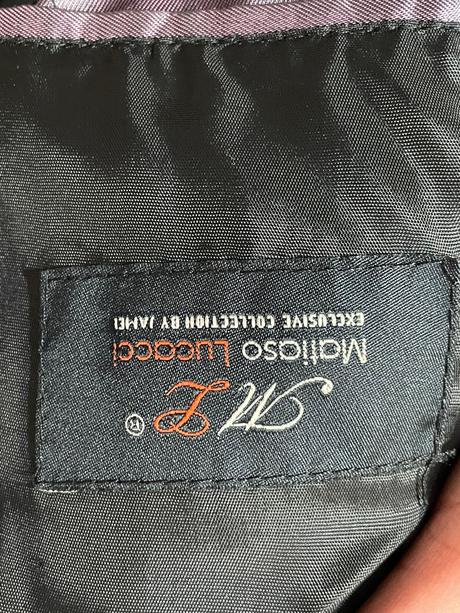 ML ®
Matiaso Lucacci
EXCLUSIVE COLLECTION BY JAMEI